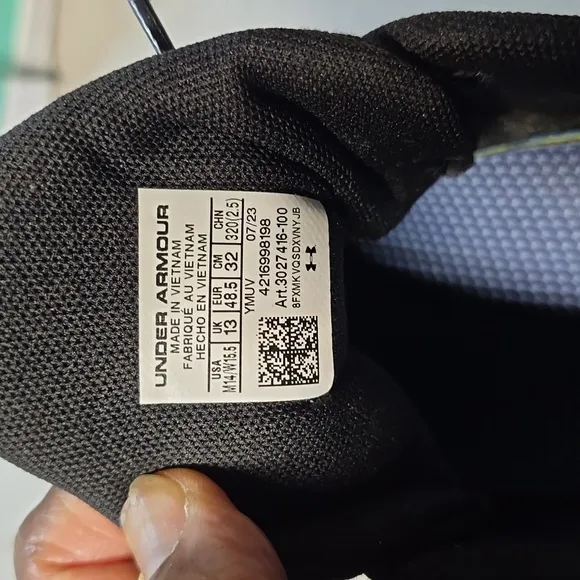 UNDER ARMOUR
MADE IN VIETNAM
FABRIQUÉ AU VIETNAM
HECHO EN VIETNAM
USA UK EUR CM CHN
M14/W15.5 13 48.5 32 320(2.5)
YMUV 07/23
4216998198
Art.3027416-100
8FXMKVQSDXVNYJB